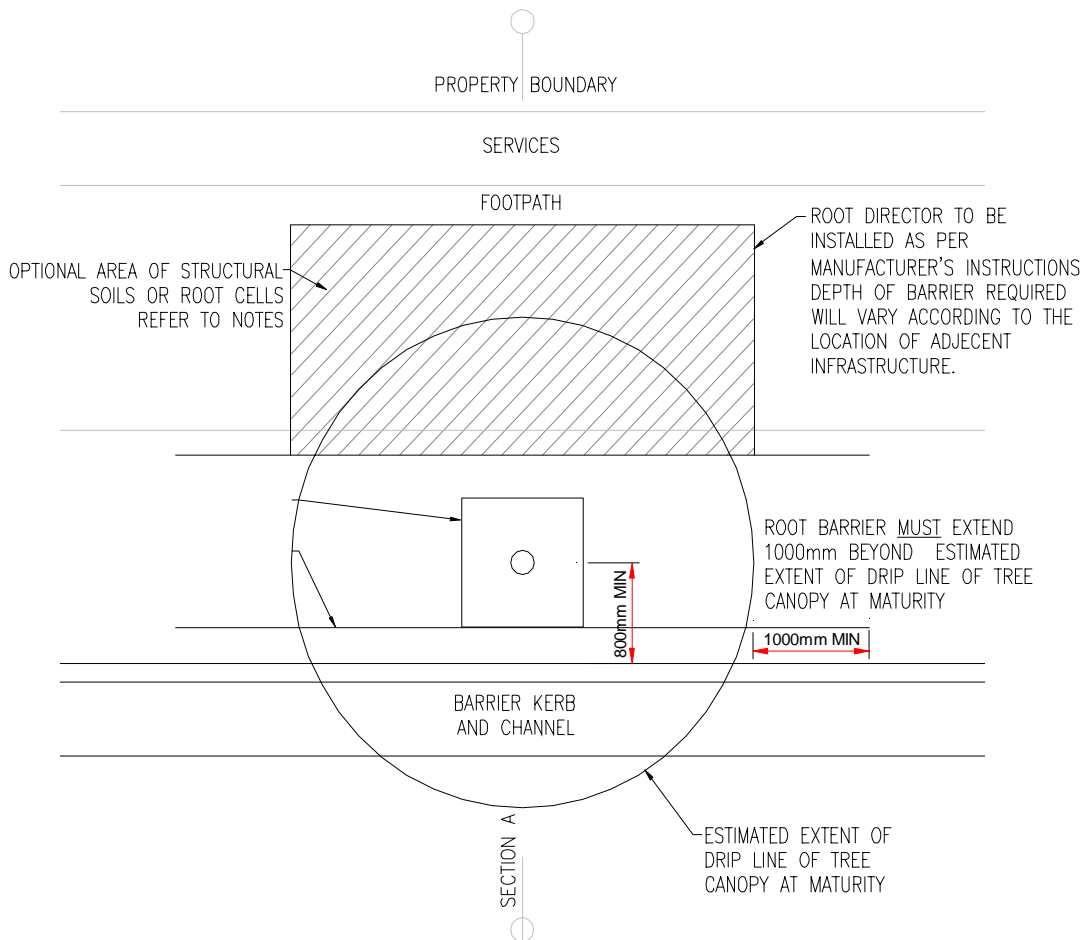 PROPERTY BOUNDARY
SERVICES
FOOTPATH
ROOT DIRECTOR TO BE
INSTALLED AS PER
MANUFACTURER'S INSTRUCTIONS
DEPTH OF BARRIER REQUIRED
WILL VARY ACCORDING TO THE
LOCATION OF ADJECENT
INFRASTRUCTURE.
OPTIONAL AREA OF STRUCTURAL
SOILS OR ROOT CELLS
REFER TO NOTES
ROOT BARRIER MUST EXTEND
1000mm BEYOND ESTIMATED
EXTENT OF DRIP LINE OF TREE
CANOPY AT MATURITY
800mm MIN
1000mm MIN
BARRIER KERB
AND CHANNEL
ESTIMATED EXTENT OF
DRIP LINE OF TREE
CANOPY AT MATURITY
SECTION A